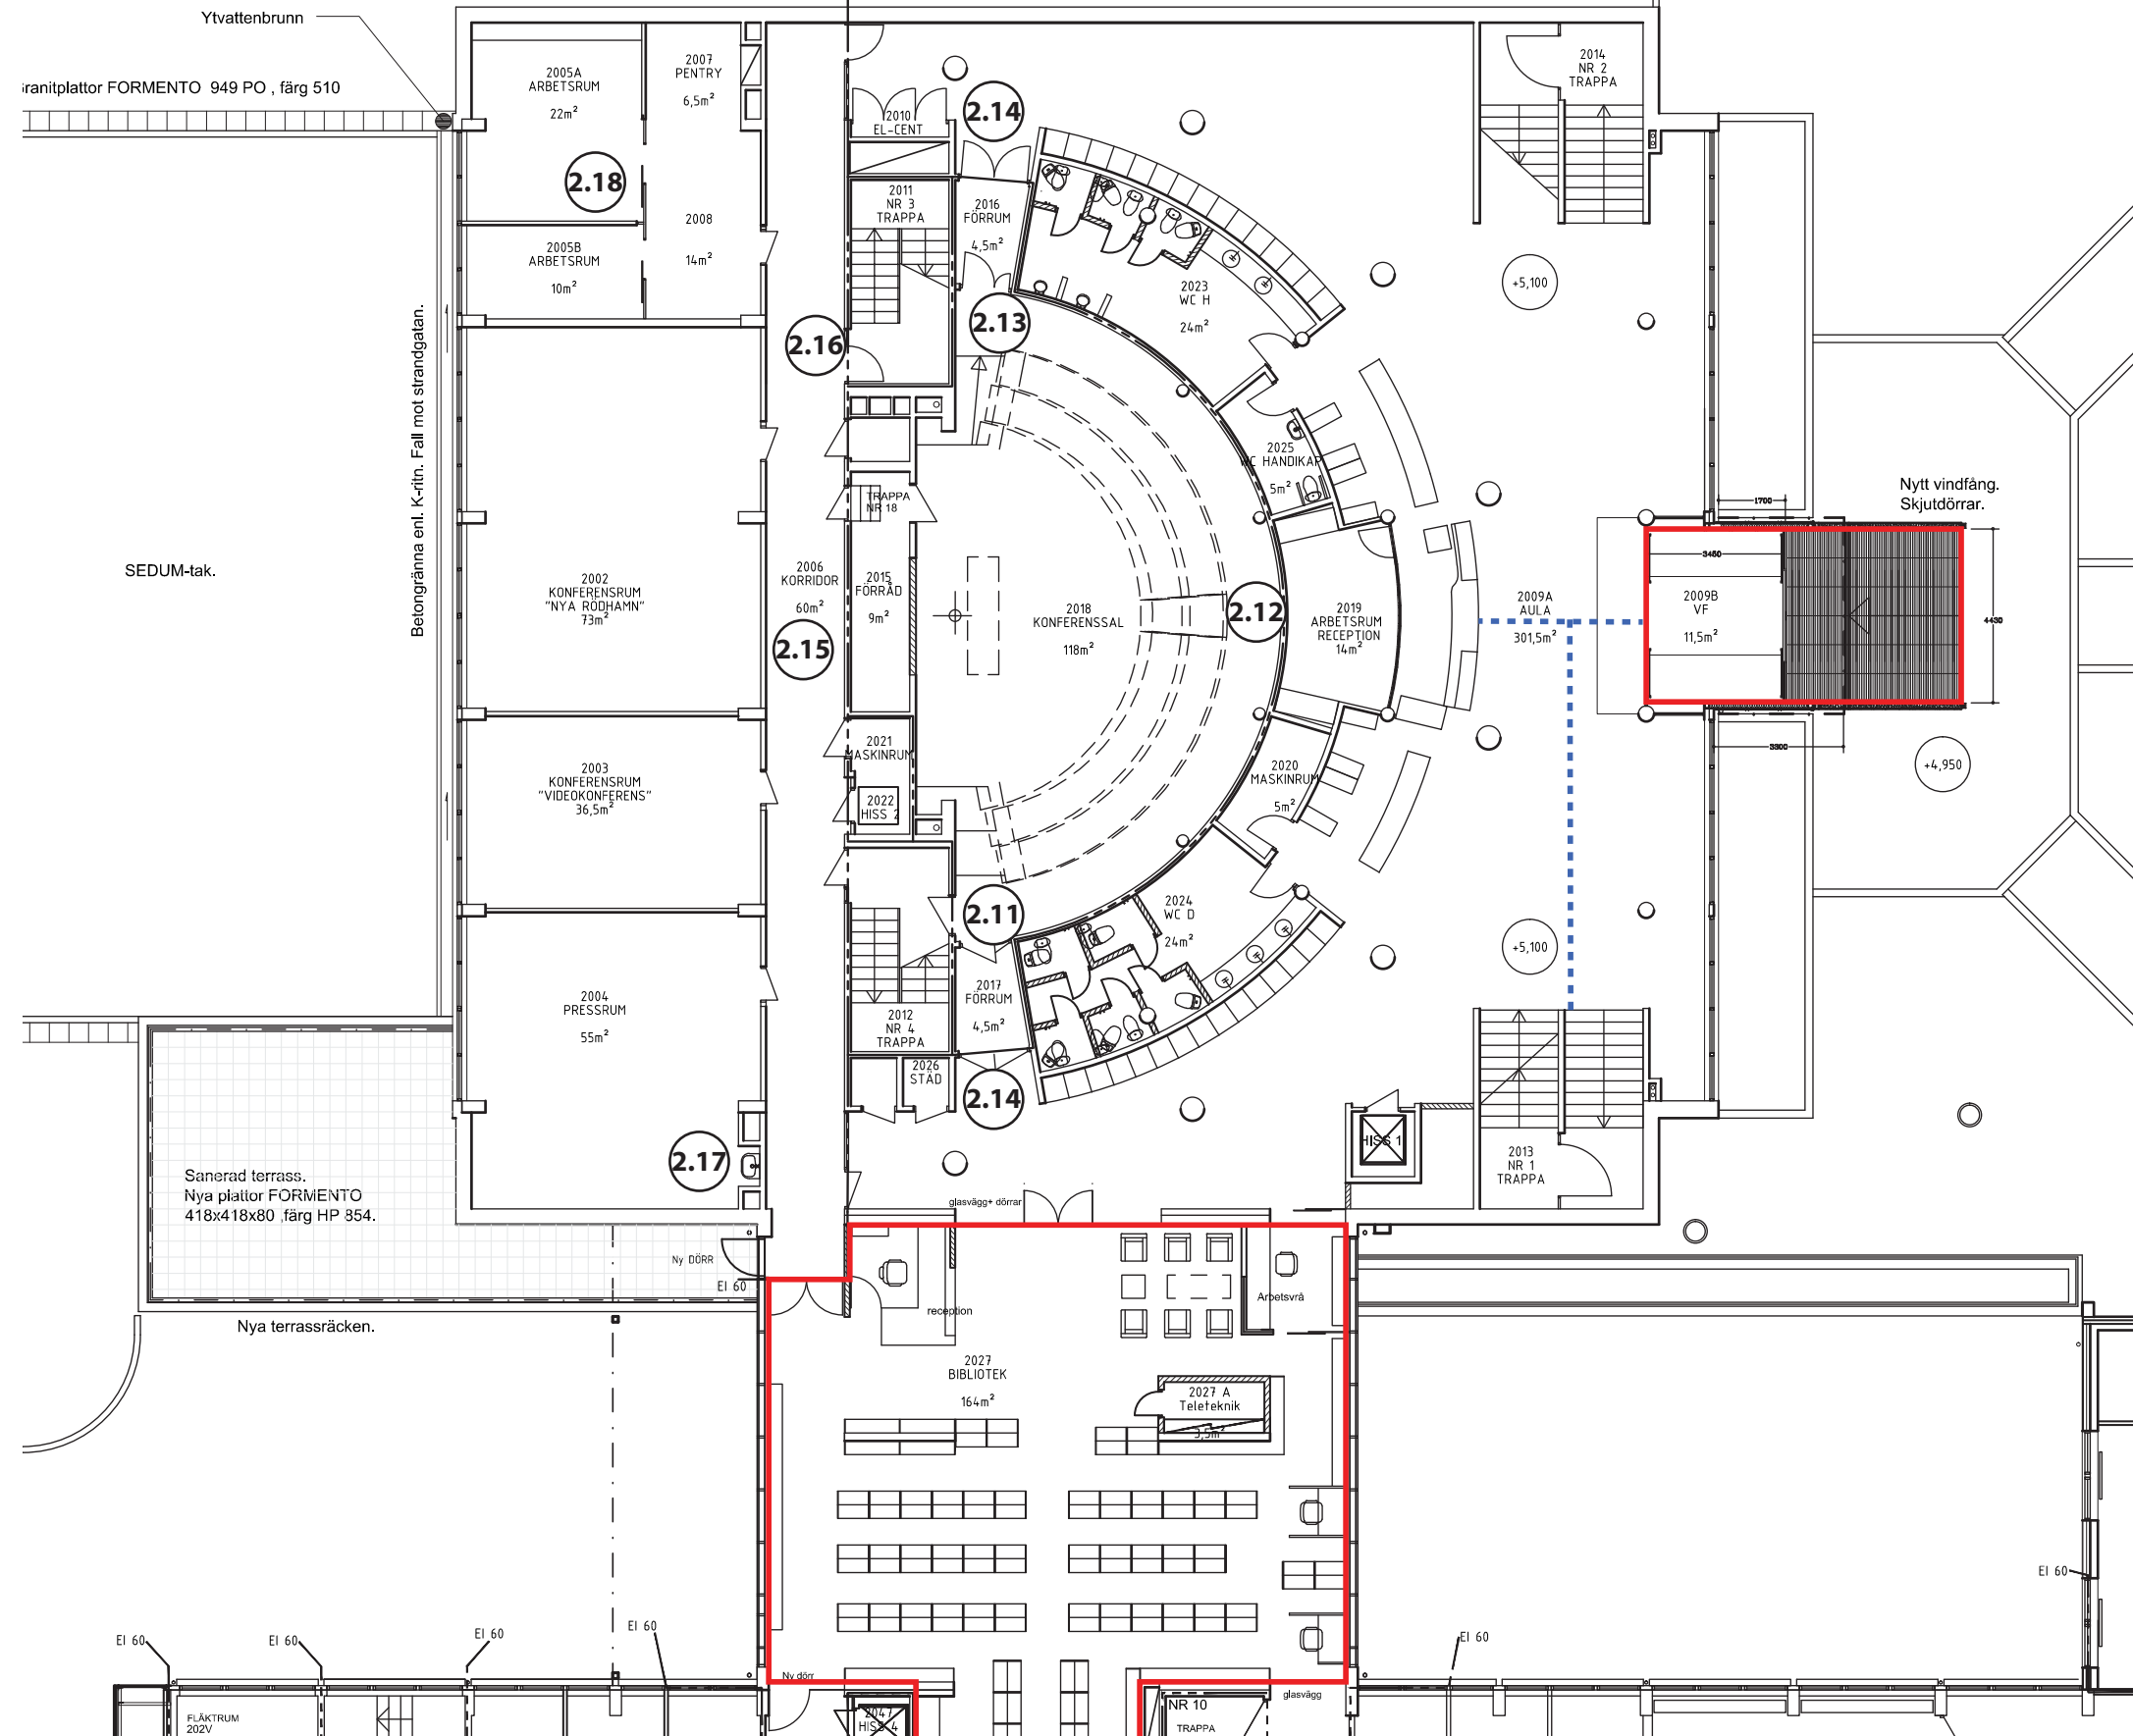 Ytvattenbrunn
ranitplattor FORMENTO 949 PO , färg 510
2005A
ARBETSRUM
22m²
2007
PENTRY
6,5m²
2010
EL-CENT
2.14
2014
NR 2
TRAPPA
2.18
2011
NR 3
TRAPPA
2016
FÖRRUM
4,5m²
2008
14m²
2005B
ARBETSRUM
10m²
2023
WC H
24m²
+5,100
2.13
2.16
Betongränna enl. K-ritn. Fall mot strandgatan.
2025
WC HANDIKAP
5m²
TRAPPA
NR 18
Nytt vindfång.
Skjutdörrar.
1700
SEDUM-tak.
3450
2002
KONFERENSRUM
"NYA RÖDHAMN"
73m²
2006
KORRIDOR
60m²
2015
FÖRRÅD
9m²
2018
KONFERENSSAL
118m²
2.12
2019
ARBETSRUM
RECEPTION
14m²
2009A
AULA
301,5m²
2009B
VF
11,5m²
4430
2.15
2021
MASKINRUM
2022
HISS 2
2020
MASKINRUM
5m²
3300
+4,950
2003
KONFERENSRUM
"VIDEOKONFERENS"
36,5m²
2.11
2024
WC D
24m²
+5,100
2004
PRESSRUM
55m²
2017
FÖRRUM
4,5m²
2012
NR 4
TRAPPA
2026
STÄD
2.14
HISS 1
2013
NR 1
TRAPPA
2.17
Sanerad terrass.
Nya plattor FORMENTO
418x418x80 ,färg HP 854.
glasvägg+ dörrar
Ny DÖRR
EI 60
reception
Arbetsvrå
Nya terrassräcken.
2027
BIBLIOTEK
164m²
2027 A
Teleteknik
3,5m²
EI 60
EI 60
EI 60
EI 60
EI 60
EI 60
Ny dörr
glasvägg
FLÄKTRUM
202V
2047
HISS 4
NR 10
TRAPPA